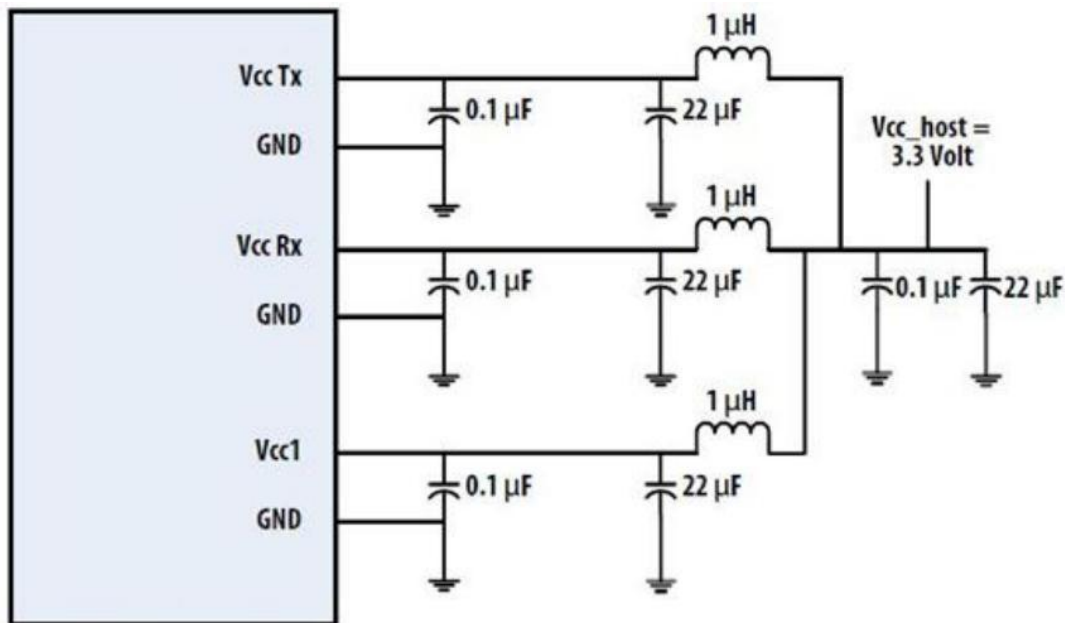 1 μH
Vcc Tx
0.1 μF
22 μF
GND
Vcc_host =
3.3 Volt
1 μH
Vcc Rx
0.1 μF
22 μF
0.1 μF
22 μF
GND
1 μH
Vcc1
0.1 μF
22 μF
GND